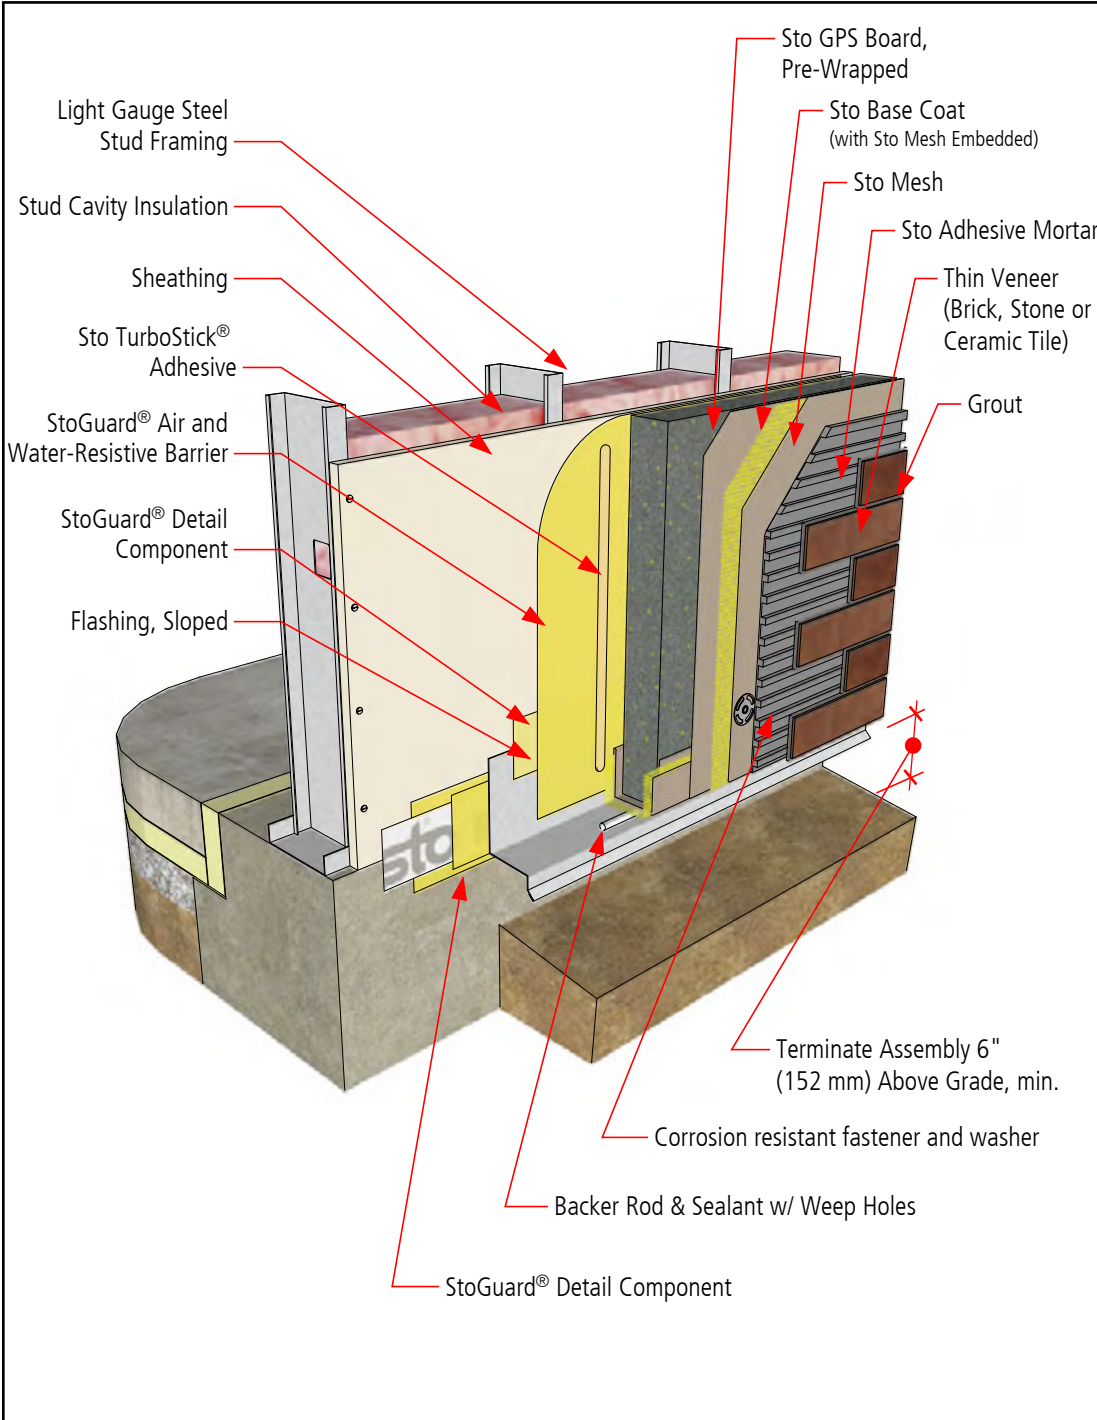 Sto GPS Board,
Pre-Wrapped
Light Gauge Steel
Stud Framing
Sto Base Coat
(with Sto Mesh Embedded)
Sto Mesh
Stud Cavity Insulation
Sto Adhesive Mortar
Sheathing
Thin Veneer
(Brick, Stone or
Ceramic Tile)
Sto TurboStick®
Adhesive
Grout
StoGuard® Air and
Water-Resistive Barrier
StoGuard® Detail
Component
Flashing, Sloped
sto
Terminate Assembly 6"
(152 mm) Above Grade, min.
Corrosion resistant fastener and washer
Backer Rod & Sealant w/ Weep Holes
StoGuard® Detail Component